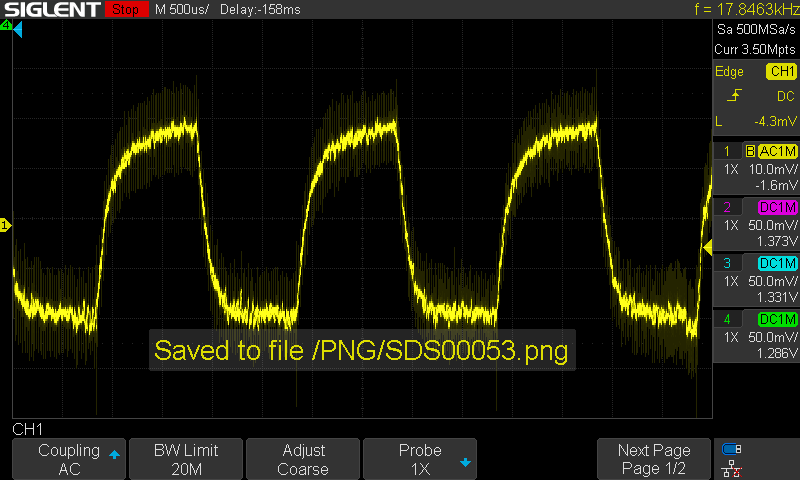 SIGLENT Stop M 500us/ Delay:-158ms f = 17.8463kHz
Sa 500MSa/s
Curr 3.50Mpts
Edge CH1
DC
L -4.3mV
1 B AC1M
1X 10.0mV/
-1.6mV
2 DC1M
1X 50.0mV/
1.373V
3 DC1M
1X 50.0mV/
1.331V
4 DC1M
1X 50.0mV/
1.286V
4
1
Saved to file /PNG/SDS00053.png
CH1
Coupling
AC
BW Limit
20M
Adjust
Coarse
Probe
1X
Next Page
Page 1/2